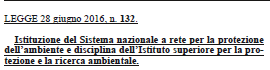 LEGGE 28 giugno 2016, n. 132.
Istituzione del Sistema nazionale a rete per la protezione
dell'ambiente e disciplina dell'Istituto superiore per la pro-
tezione e la ricerca ambientale.